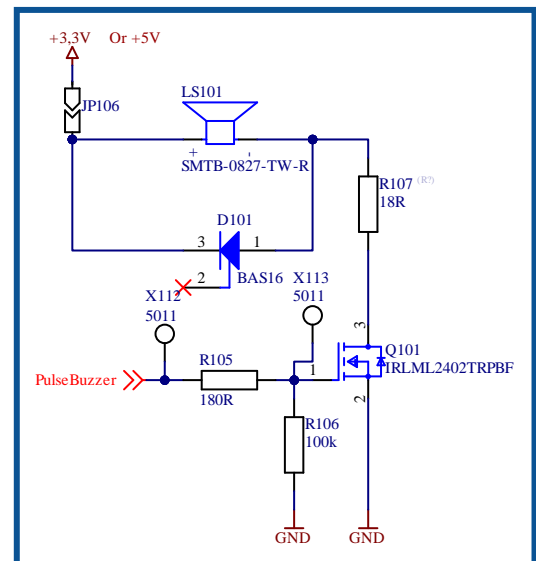 +3,3V Or +5V
JP106
LS101
+ -
SMTB-0827-TW-R
R107 (R?)
18R
D101
3 1
2
BAS16
X112
5011
X113
5011
3
Q101
IRLML2402TRPBF
1
2
PulseBuzzer
R105
180R
R106
100k
GND
GND